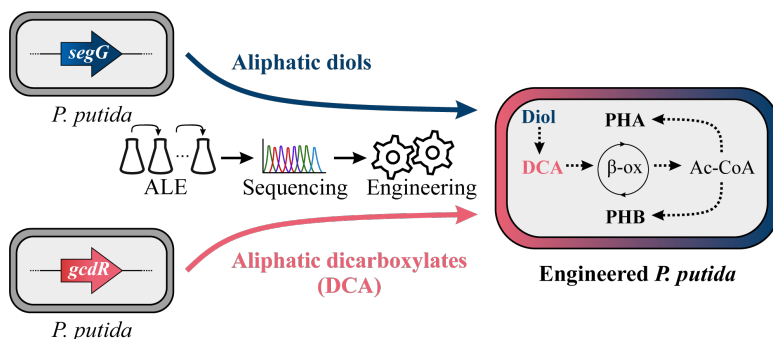 segG
P. putida
Aliphatic diols
ALE
Sequencing
Engineering
gcdR
P. putida
Aliphatic dicarboxylates
(DCA)
Diol
PHA
DCA
β-ox
Ac-CoA
PHB
Engineered P. putida